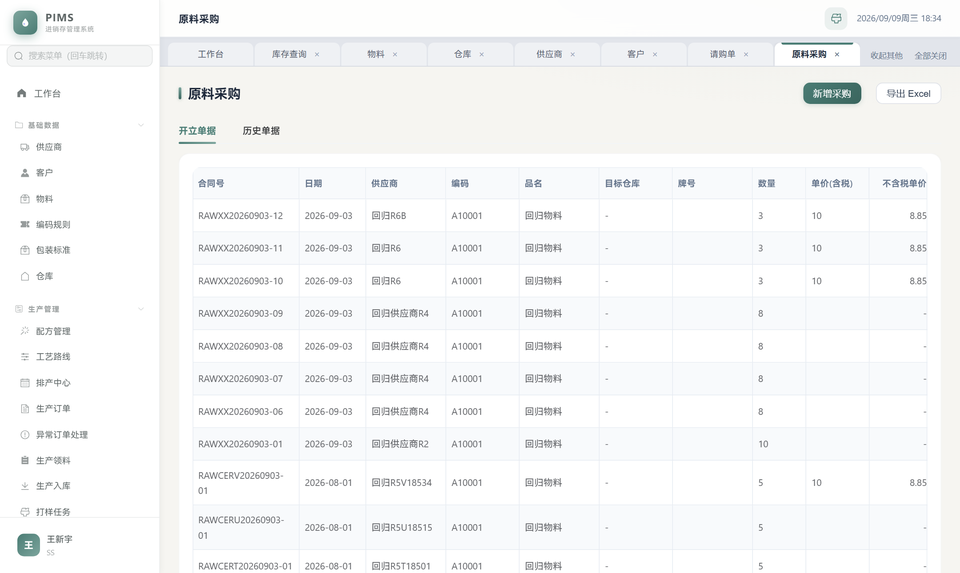 PIMS
进销存管理系统
搜索菜单 (回车跳转)
工作台
基础数据
供应商
客户
物料
编码规则
包装标准
仓库
生产管理
配方管理
工艺路线
排产中心
生产订单
异常订单处理
生产领料
生产入库
打样任务
王
王新宇
SS
原料采购
2026/09/09周三 18:34
工作台
库存查询 ×
物料 ×
仓库 ×
供应商 ×
客户 ×
请购单 ×
原料采购 ×
收起其他 全部关闭
原料采购
新增采购 导出 Excel
开立单据 历史单据
合同号 日期 供应商 编码 品名 目标仓库 牌号 数量 单价(含税) 不含税单价
RAWXX20260903-12 2026-09-03 回归R6B A10001 回归物料 - 3 10 8.85
RAWXX20260903-11 2026-09-03 回归R6 A10001 回归物料 - 3 10 8.85
RAWXX20260903-10 2026-09-03 回归R6 A10001 回归物料 - 3 10 8.85
RAWXX20260903-09 2026-09-03 回归供应商R4 A10001 回归物料 - 8 -
RAWXX20260903-08 2026-09-03 回归供应商R4 A10001 回归物料 - 8 -
RAWXX20260903-07 2026-09-03 回归供应商R4 A10001 回归物料 - 8 -
RAWXX20260903-06 2026-09-03 回归供应商R4 A10001 回归物料 - 8 -
RAWXX20260903-01 2026-09-03 回归供应商R2 A10001 回归物料 - 10 -
RAWCERV20260903-
01 2026-08-01 回归R5V18534 A10001 回归物料 - 5 10 8.85
RAWCERU20260903-
01 2026-08-01 回归R5U18515 A10001 回归物料 - 5 -
RAWCERT20260903-01 2026-08-01 回归R5T18501 A10001 回归物料 - 5 -